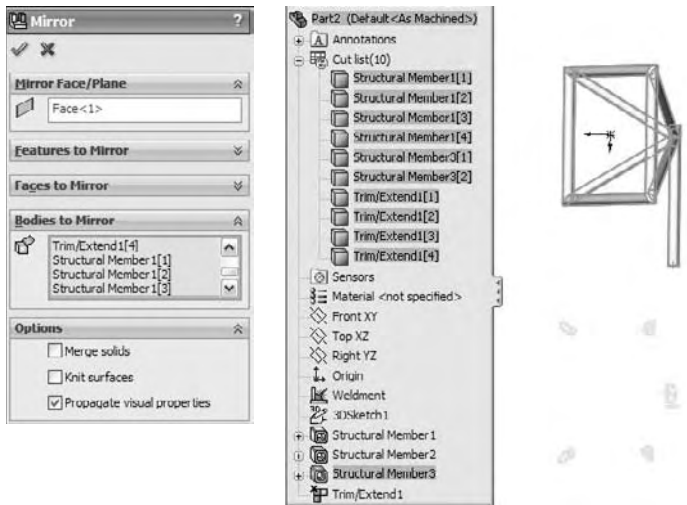 Mirror
?
Mirror Face/Plane
Face<1>
Features to Mirror
Faces to Mirror
Bodies to Mirror
Trim/Extend1[4]
Structural Member1[1]
Structural Member1[2]
Structural Member1[3]
Options
Merge solids
Knit surfaces
Propagate visual properties
Part2 (Default<As Machined>)
A Annotations
Cut list(10)
Structural Member1[1]
Structural Member1[2]
Structural Member1[3]
Structural Member1[4]
Structural Member3[1]
Structural Member3[2]
Trim/Extend1[1]
Trim/Extend1[2]
Trim/Extend1[3]
Trim/Extend1[4]
Sensors
Material <not specified>
Front XY
Top XZ
Right YZ
Origin
Weldment
3D 3DSketch1
Structural Member1
Structural Member2
Structural Member3
Trim/Extend1